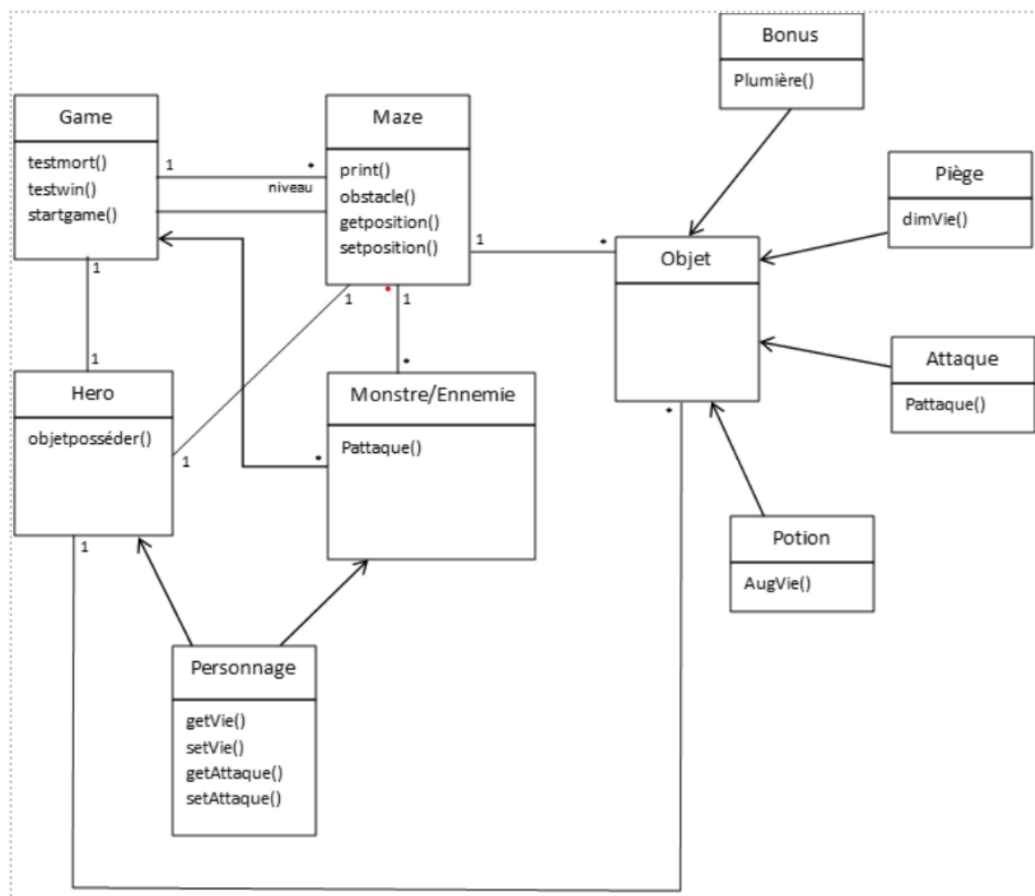 Bonus
Plumière()
Game
testmort()
testwin()
startgame()
1
*
niveau
Maze
print()
obstacle()
getposition()
setposition()
Piège
dimVie()
1
*
Objet
1
1
1
1
*
*
Hero
objetposséder()
1
1
Monstre/Ennemie
Pattaque()
*
Attaque
Pattaque()
*
Potion
AugVie()
Personnage
getVie()
setVie()
getAttaque()
setAttaque()